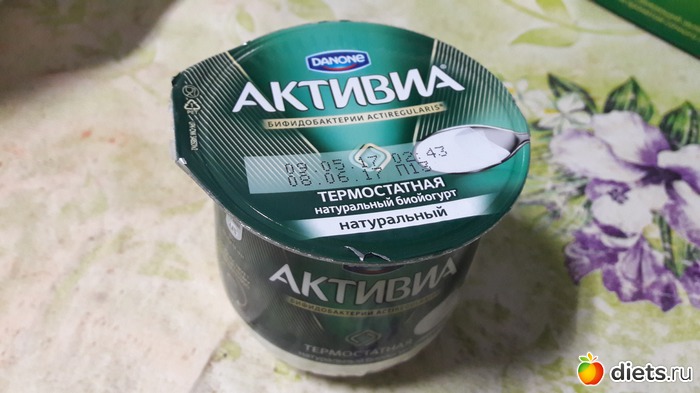 DANONE
АКТИВИА®
БИФИДОБАКТЕРИИ ACTIREGULARIS®
09.05.17 02:43
08.06.17 П13
ТЕРМОСТАТНАЯ
натуральный биойогурт
натуральный
АКТИВИА
БИФИДОБАКТЕРИИ ACTIREGULARIS
ТЕРМОСТАТНАЯ
diets.ru